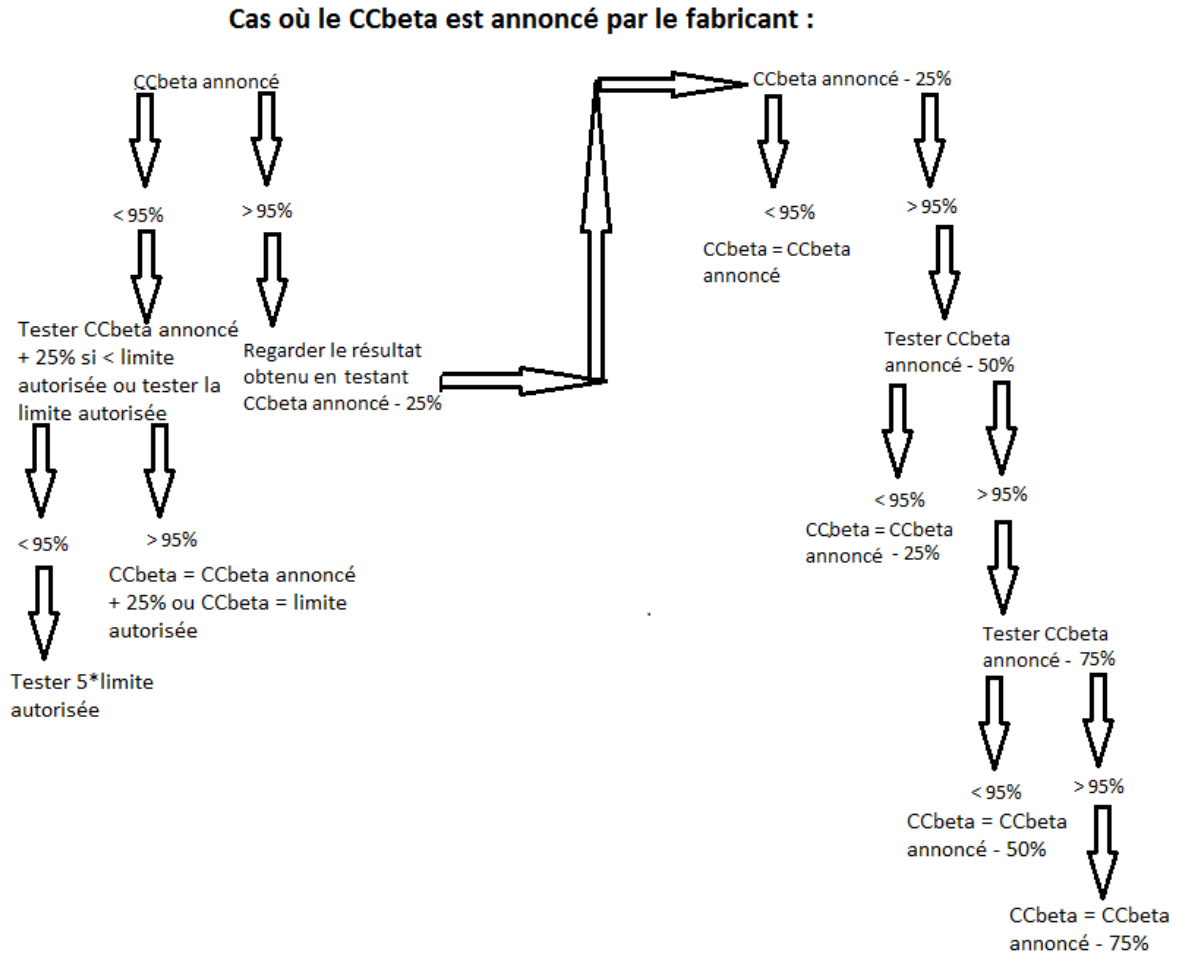 Cas où le CCbeta est annoncé par le fabricant :
CCbeta annoncé
< 95%
> 95%
Tester CCbeta annoncé
+ 25% si < limite
autorisée ou tester la
limite autorisée
Regarder le résultat
obtenu en testant
CCbeta annoncé - 25%
< 95%
> 95%
CCbeta = CCbeta annoncé
+ 25% ou CCbeta = limite
autorisée
Tester 5*limite
autorisée
CCbeta annoncé - 25%
< 95%
> 95%
CCbeta = CCbeta
annoncé
Tester CCbeta
annoncé - 50%
< 95%
> 95%
CCbeta = CCbeta
annoncé - 25%
Tester CCbeta
annoncé - 75%
< 95%
> 95%
CCbeta = CCbeta
annoncé - 50%
CCbeta = CCbeta
annoncé - 75%